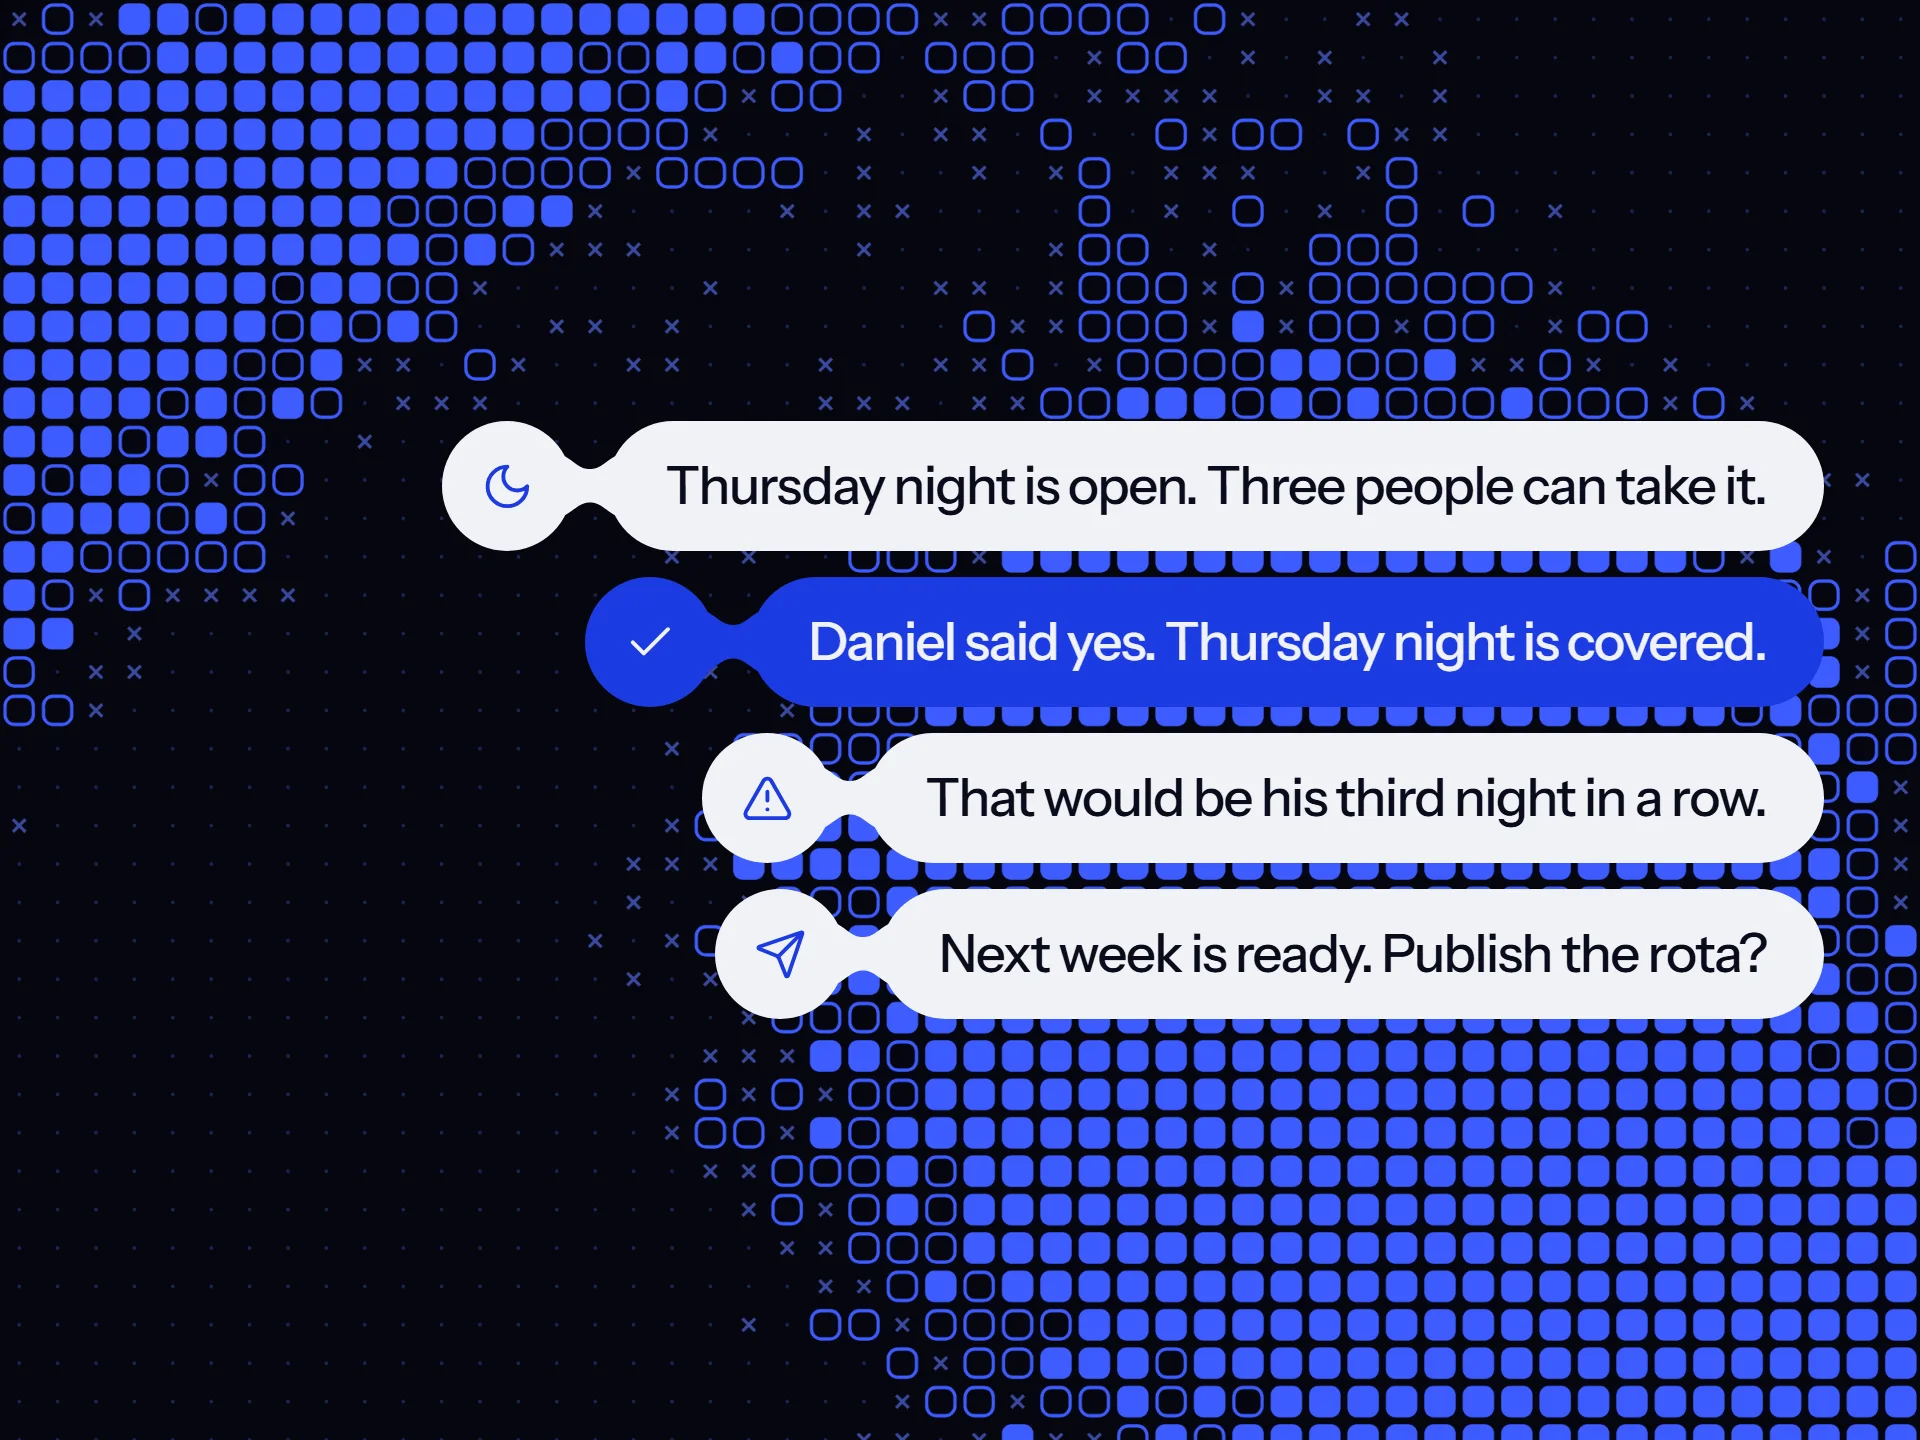 Thursday night is open. Three people can take it.
Daniel said yes. Thursday night is covered.
That would be his third night in a row.
Next week is ready. Publish the rota?